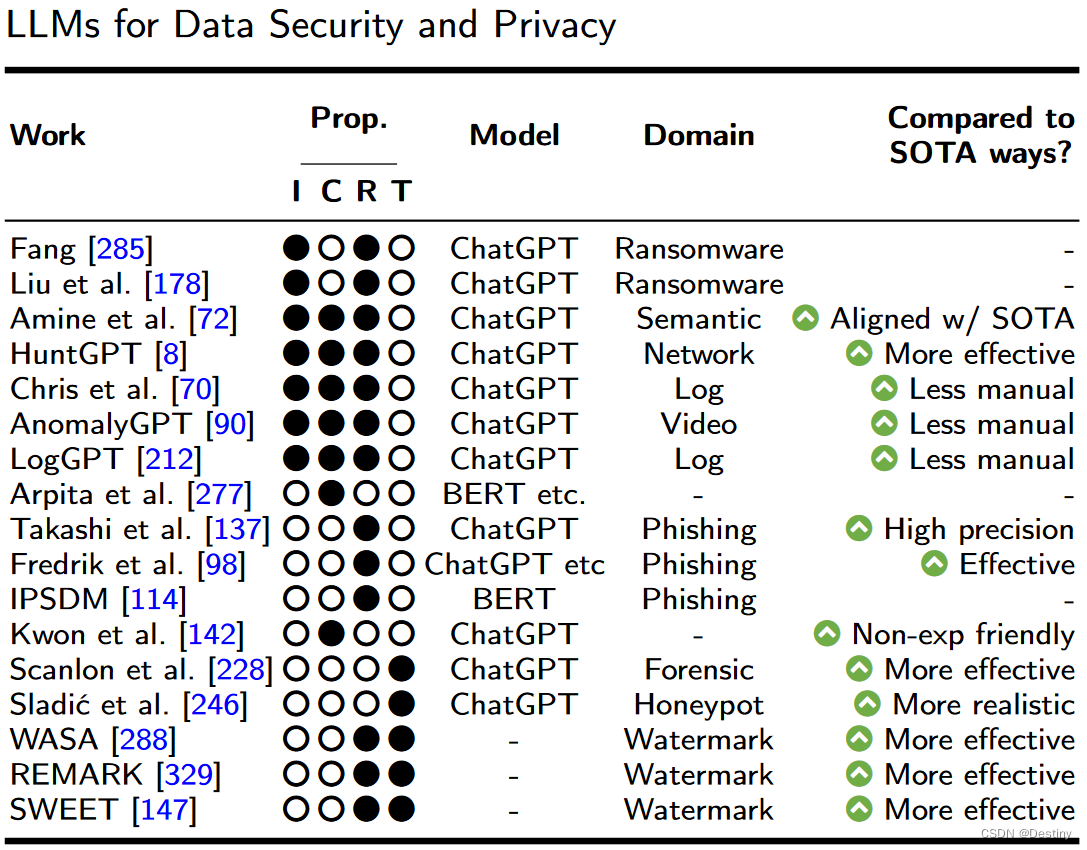 LLMs for Data Security and Privacy
Work Prop. Model Domain Compared to SOTA ways?
I C R T
Fang [285] ● ○ ● ○ ChatGPT Ransomware -
Liu et al. [178] ● ○ ● ○ ChatGPT Ransomware -
Amine et al. [72] ● ● ● ○ ChatGPT Semantic Aligned w/ SOTA
HuntGPT [8] ● ● ● ○ ChatGPT Network More effective
Chris et al. [70] ● ● ● ○ ChatGPT Log Less manual
AnomalyGPT [90] ● ● ● ○ ChatGPT Video Less manual
LogGPT [212] ● ● ● ○ ChatGPT Log Less manual
Arpita et al. [277] ○ ● ○ ○ BERT etc. - -
Takashi et al. [137] ○ ○ ● ○ ChatGPT Phishing High precision
Fredrik et al. [98] ○ ○ ● ○ ChatGPT etc Phishing Effective
IPSDM [114] ○ ○ ● ○ BERT Phishing -
Kwon et al. [142] ○ ● ○ ○ ChatGPT - Non-exp friendly
Scanlon et al. [228] ○ ○ ○ ● ChatGPT Forensic More effective
Sladić et al. [246] ○ ○ ○ ● ChatGPT Honeypot More realistic
WASA [288] ○ ○ ● ● - Watermark More effective
REMARK [329] ○ ○ ● ● - Watermark More effective
SWEET [147] ○ ○ ● ● - Watermark More effective
CSDN @Destiny